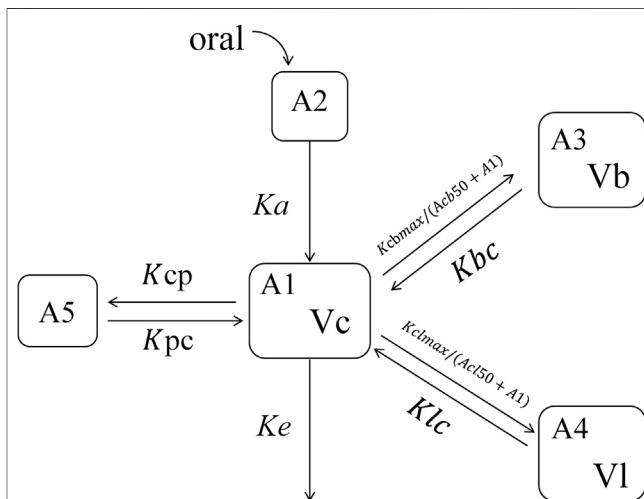 oral
A2
Ka
A3
Vb
Kcbmax/(Acb50 + A1)
Kbc
Kcp
A5
Kpc
A1
Vc
Kclmax/(Acl50 + A1)
Klc
Ke
A4
Vl